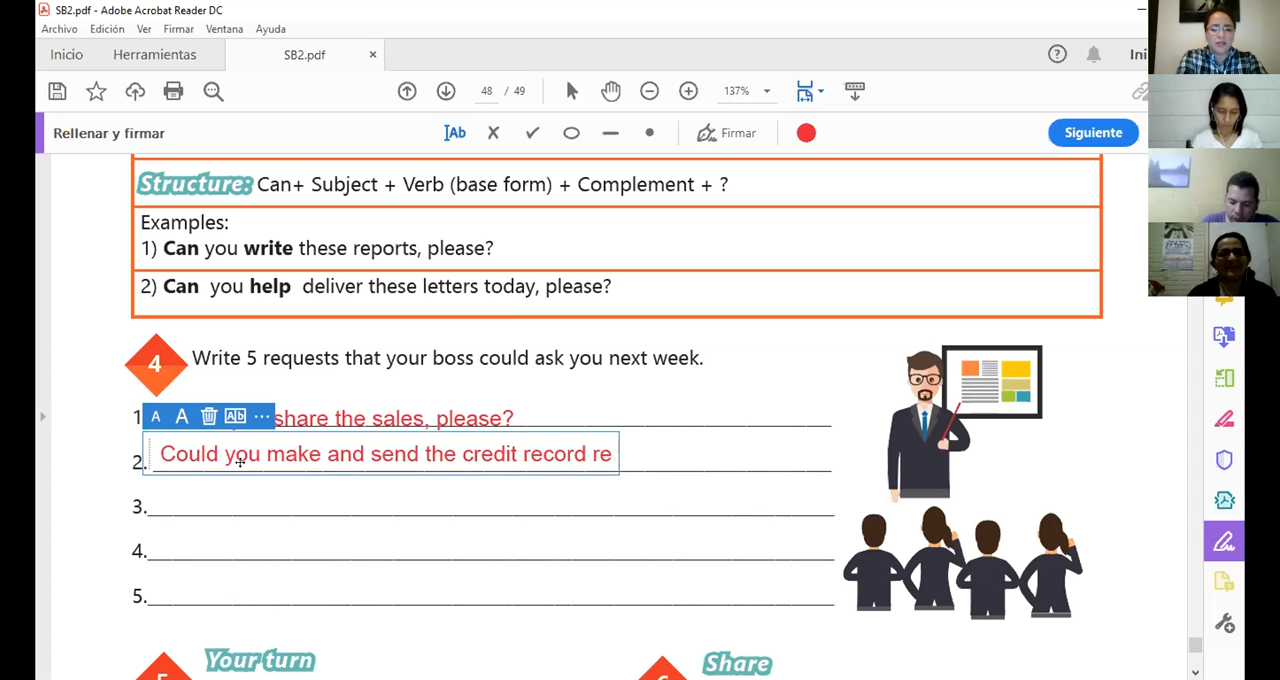 SB2.pdf - Adobe Acrobat Reader DC
Archivo Edición Ver Firmar Ventana Ayuda
Inicio Herramientas SB2.pdf × ? Ini
48 / 49 137%
Rellenar y firmar Ab Firmar Siguiente
Structure: Can+ Subject + Verb (base form) + Complement + ?
Examples:
1) Can you write these reports, please?
2) Can you help deliver these letters today, please?
4 Write 5 requests that your boss could ask you next week.
A A Ab ...
1 share the sales, please?
2. Could you make and send the credit record re
3.
4.
5.
Your turn
Share